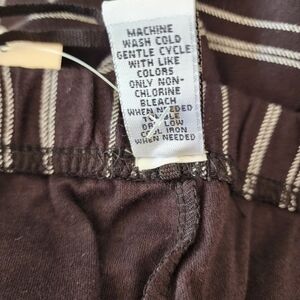 MACHINE
WASH COLD
GENTLE CYCLE
WITH LIKE
COLORS
ONLY NON-
CHLORINE
BLEACH
WHEN NEEDED
TUMBLE
DRY LOW
COOL IRON
WHEN NEEDED